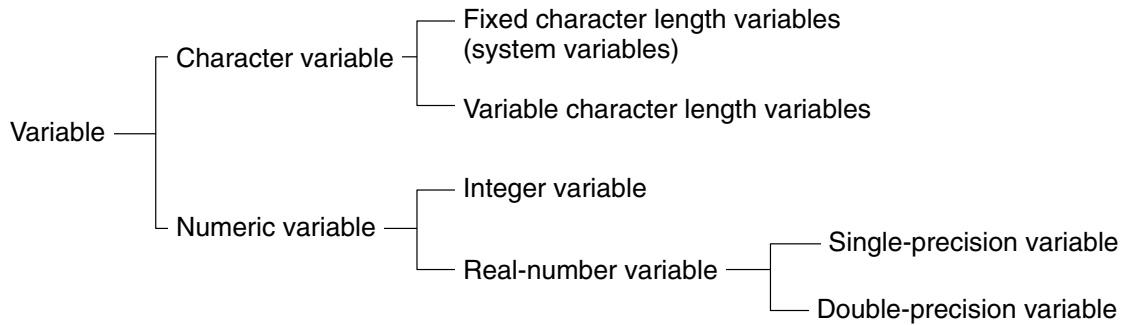 Fixed character length variables
(system variables)
Character variable
Variable character length variables
Variable
Integer variable
Numeric variable
Single-precision variable
Real-number variable
Double-precision variable